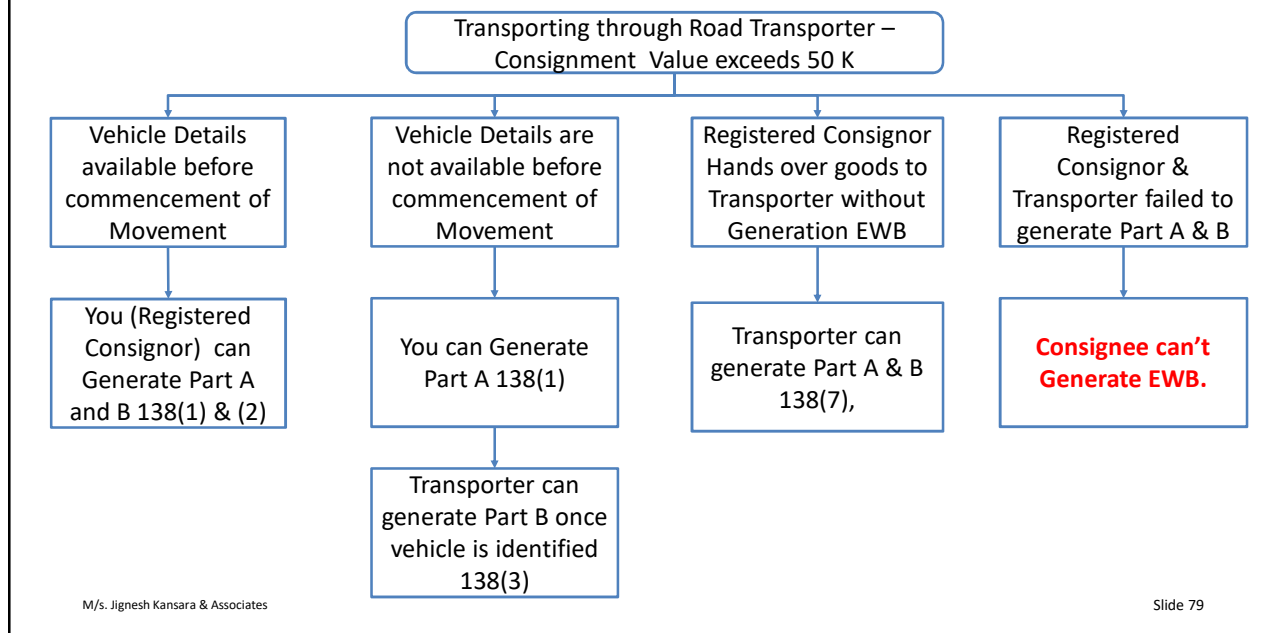 Transporting through Road Transporter –
Consignment Value exceeds 50 K
Vehicle Details
available before
commencement of
Movement
Vehicle Details are
not available before
commencement of
Movement
Registered Consignor
Hands over goods to
Transporter without
Generation EWB
Registered
Consignor &
Transporter failed to
generate Part A & B
You (Registered
Consignor) can
Generate Part A
and B 138(1) & (2)
You can Generate
Part A 138(1)
Transporter can
generate Part A & B
138(7),
Consignee can’t
Generate EWB.
Transporter can
generate Part B once
vehicle is identified
138(3)
M/s. Jignesh Kansara & Associates
Slide 79